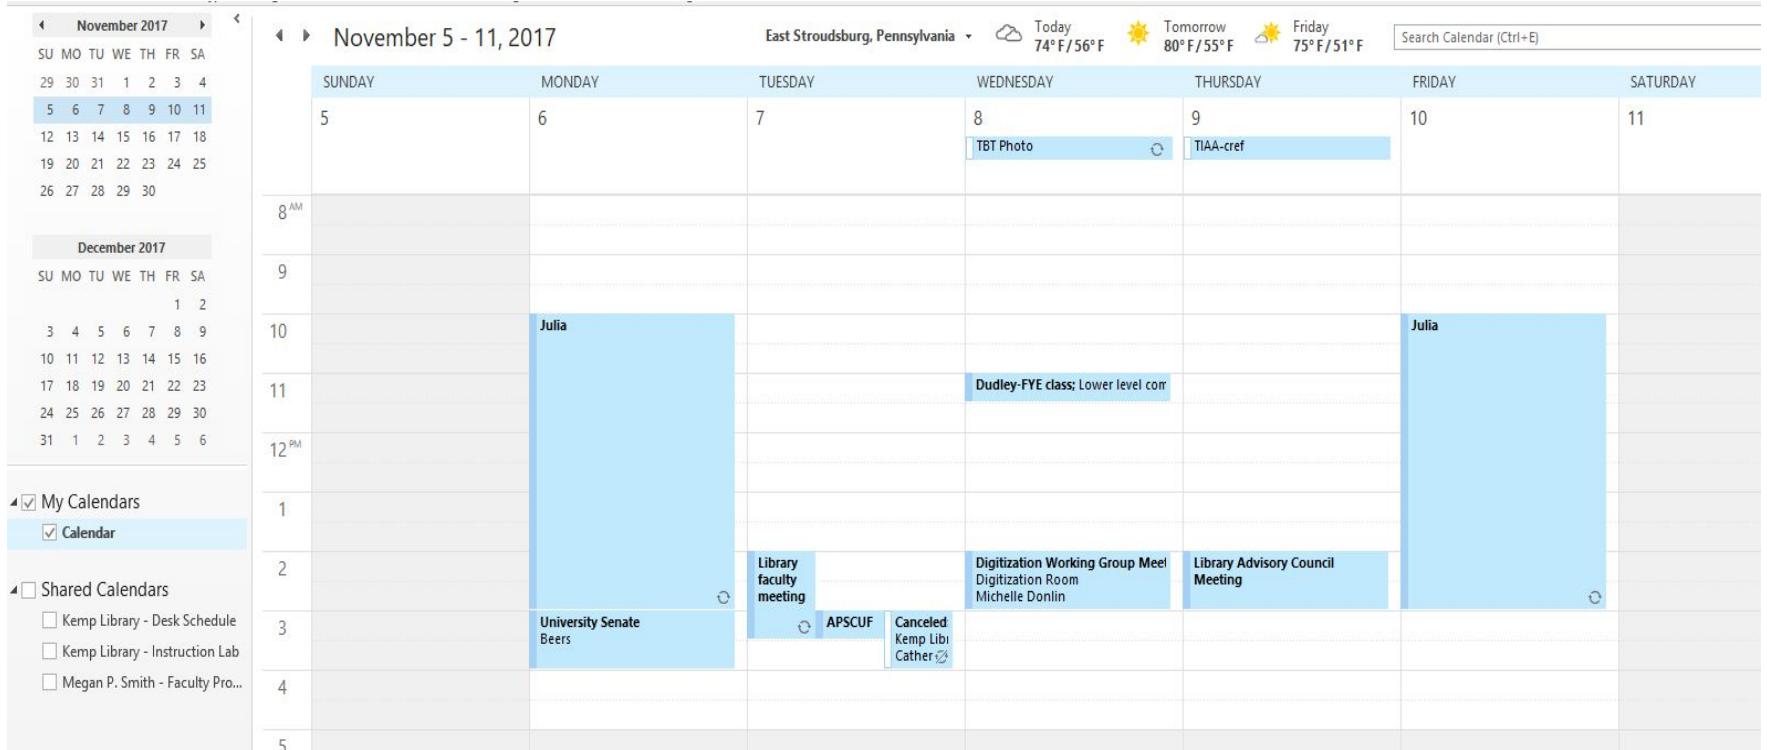 November 2017
SU MO TU WE TH FR SA
29 30 31 1 2 3 4
5 6 7 8 9 10 11
12 13 14 15 16 17 18
19 20 21 22 23 24 25
26 27 28 29 30
December 2017
SU MO TU WE TH FR SA
1 2
3 4 5 6 7 8 9
10 11 12 13 14 15 16
17 18 19 20 21 22 23
24 25 26 27 28 29 30
31 1 2 3 4 5 6
My Calendars
Calendar
Shared Calendars
Kemp Library - Desk Schedule
Kemp Library - Instruction Lab
Megan P. Smith - Faculty Pro...
November 5 - 11, 2017
East Stroudsburg, Pennsylvania
Today
74° F / 56° F
Tomorrow
80° F / 55° F
Friday
75° F / 51° F
Search Calendar (Ctrl+E)
SUNDAY MONDAY TUESDAY WEDNESDAY THURSDAY FRIDAY SATURDAY
5 6 7 8 9 10 11
TBT Photo
TIAA-cref
8 AM
9
10
11
12 PM
1
2
3
4
5
Julia
University Senate
Beers
Library
faculty
meeting
APSCUF
Canceled:
Kemp Libr
Cather
Dudley-FYE class; Lower level com
Digitization Working Group Meet
Digitization Room
Michelle Donlin
Library Advisory Council
Meeting
Julia